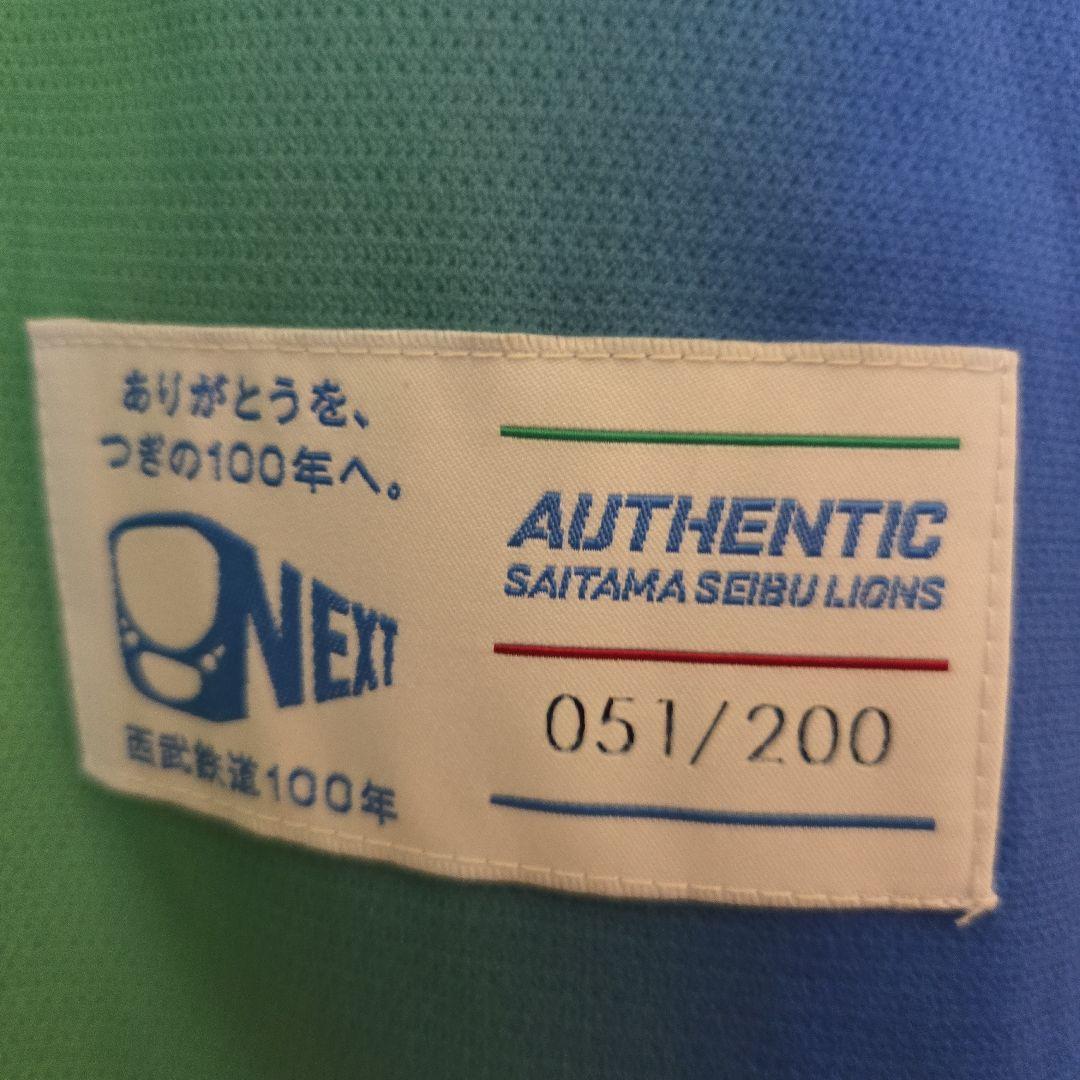 ありがとうを、
つぎの100年へ。
NEXT
西武鉄道100年
AUTHENTIC
SAITAMA SEIBU LIONS
051/200